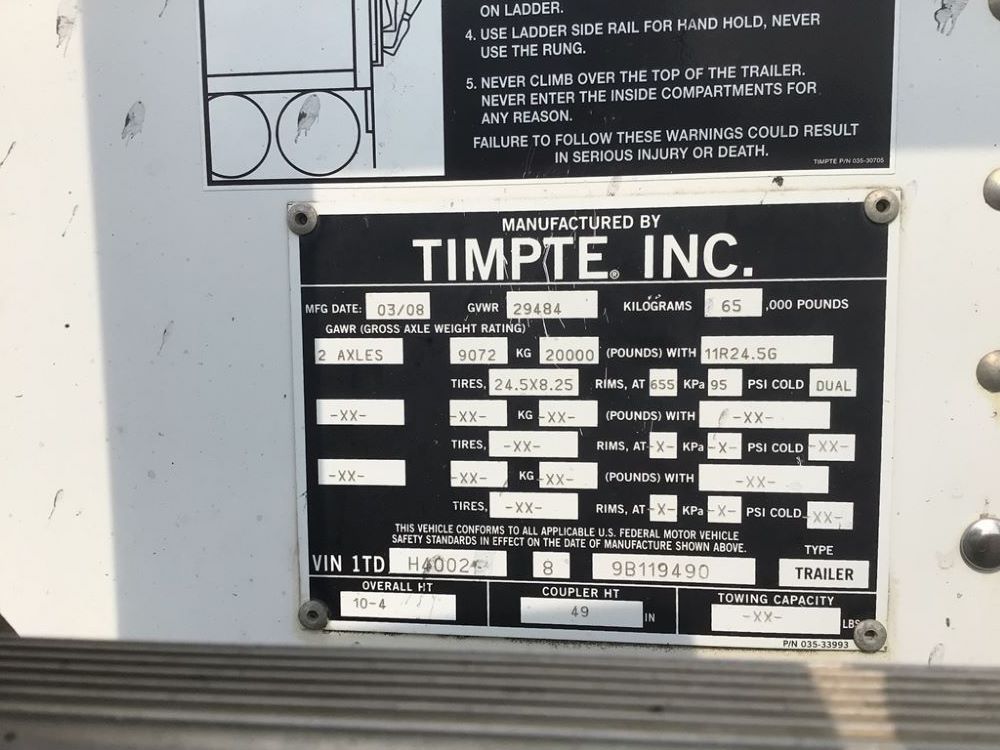 ON LADDER.
4. USE LADDER SIDE RAIL FOR HAND HOLD, NEVER
USE THE RUNG.
5. NEVER CLIMB OVER THE TOP OF THE TRAILER.
NEVER ENTER THE INSIDE COMPARTMENTS FOR
ANY REASON.
FAILURE TO FOLLOW THESE WARNINGS COULD RESULT
IN SERIOUS INJURY OR DEATH.
TIMPTE P/N 035-30705
MANUFACTURED BY
TIMPTE® INC.
MFG DATE: 03/08 GVWR 29484 KILOGRAMS 65 ,000 POUNDS
GAWR (GROSS AXLE WEIGHT RATING)
2 AXLES 9072 KG 20000 (POUNDS) WITH 11R24.5G
TIRES, 24.5X8.25 RIMS, AT 655 KPa 95 PSI COLD DUAL
-XX- -XX- KG -XX- (POUNDS) WITH -XX-
TIRES, -XX- RIMS, AT -X- KPa -X- PSI COLD -XX-
-XX- -XX- KG -XX- (POUNDS) WITH -XX-
TIRES, -XX- RIMS, AT -X- KPa -X- PSI COLD -XX-
THIS VEHICLE CONFORMS TO ALL APPLICABLE U.S. FEDERAL MOTOR VEHICLE
SAFETY STANDARDS IN EFFECT ON THE DATE OF MANUFACTURE SHOWN ABOVE.
TYPE
VIN 1TD 8 9B119490 TRAILER
OVERALL HT COUPLER HT TOWING CAPACITY
10-4 49 IN -XX- LBS
P/N 035-33993